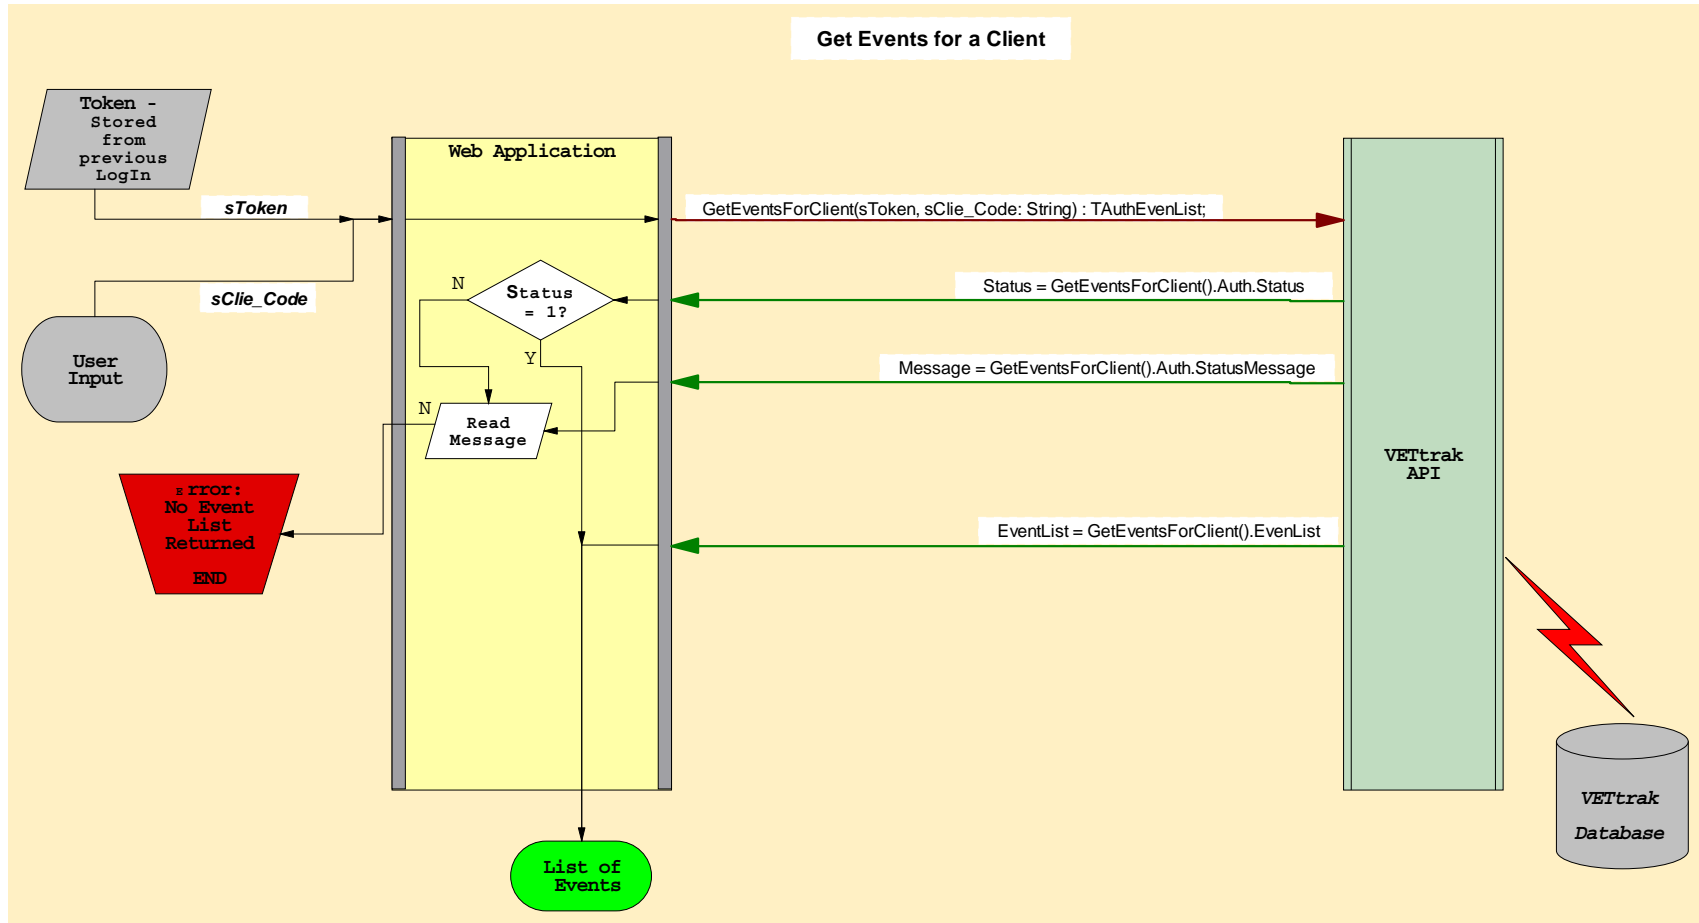 Get Events for a Client
Token -
Stored
from
previous
LogIn
Web Application
sToken
GetEventsForClient(sToken, sClie_Code: String) : TAuthEvenList;
sClie_Code
N
Status
= 1?
Status = GetEventsForClient().Auth.Status
Y
User
Input
Message = GetEventsForClient().Auth.StatusMessage
N
Read
Message
VETtrak
API
Error:
No Event
List
Returned
END
EventList = GetEventsForClient().EvenList
VETtrak
Database
List of
Events